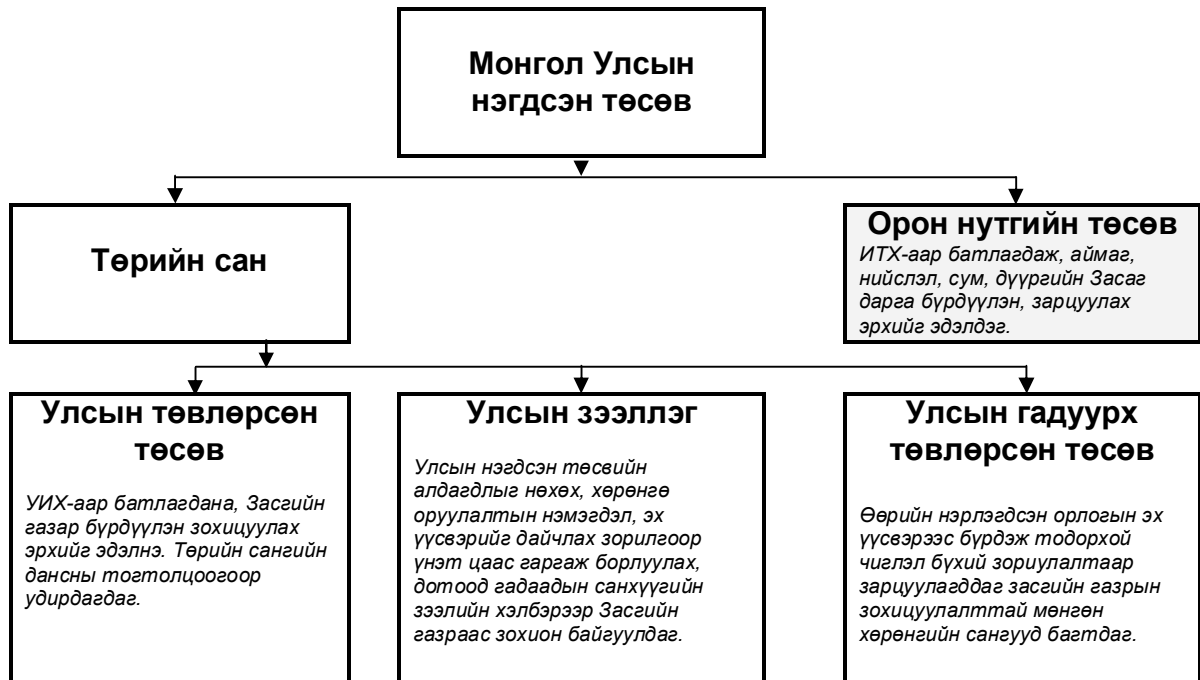 Монгол Улсын
нэгдсэн төсөв
Төрийн сан
Орон нутгийн төсөв
ИТХ-аар батлагдаж, аймаг,
нийслэл, сум, дүүргийн Засаг
дарга бүрдүүлэн, зарцуулах
эрхийг эдэлдэг.
Улсын төвлөрсөн
төсөв
УИХ-аар батлагдана, Засгийн
газар бүрдүүлэн зохицуулах
эрхийг эдэлнэ. Төрийн сангийн
дансны тогтолцоогоор
удирдагдаг.
Улсын зээллэг
Улсын нэгдсэн төсвийн
алдагдлыг нөхөх, хөрөнгө
оруулалтын нэмэгдэл, эх
үүсвэрийг дайчлах зорилгоор
үнэт цаас гаргаж борлуулах,
дотоод гадаадын санхүүгийн
зээлийн хэлбэрээр Засгийн
газраас зохион байгуулдаг.
Улсын гадуурх
төвлөрсөн төсөв
Өөрийн нэрлэгдсэн орлогын эх
үүсвэрээс бүрдэж тодорхой
чиглэл бүхий зориулалтаар
зарцуулагддаг засгийн газрын
зохицуулалттай мөнгөн
хөрөнгийн сангууд багтдаг.